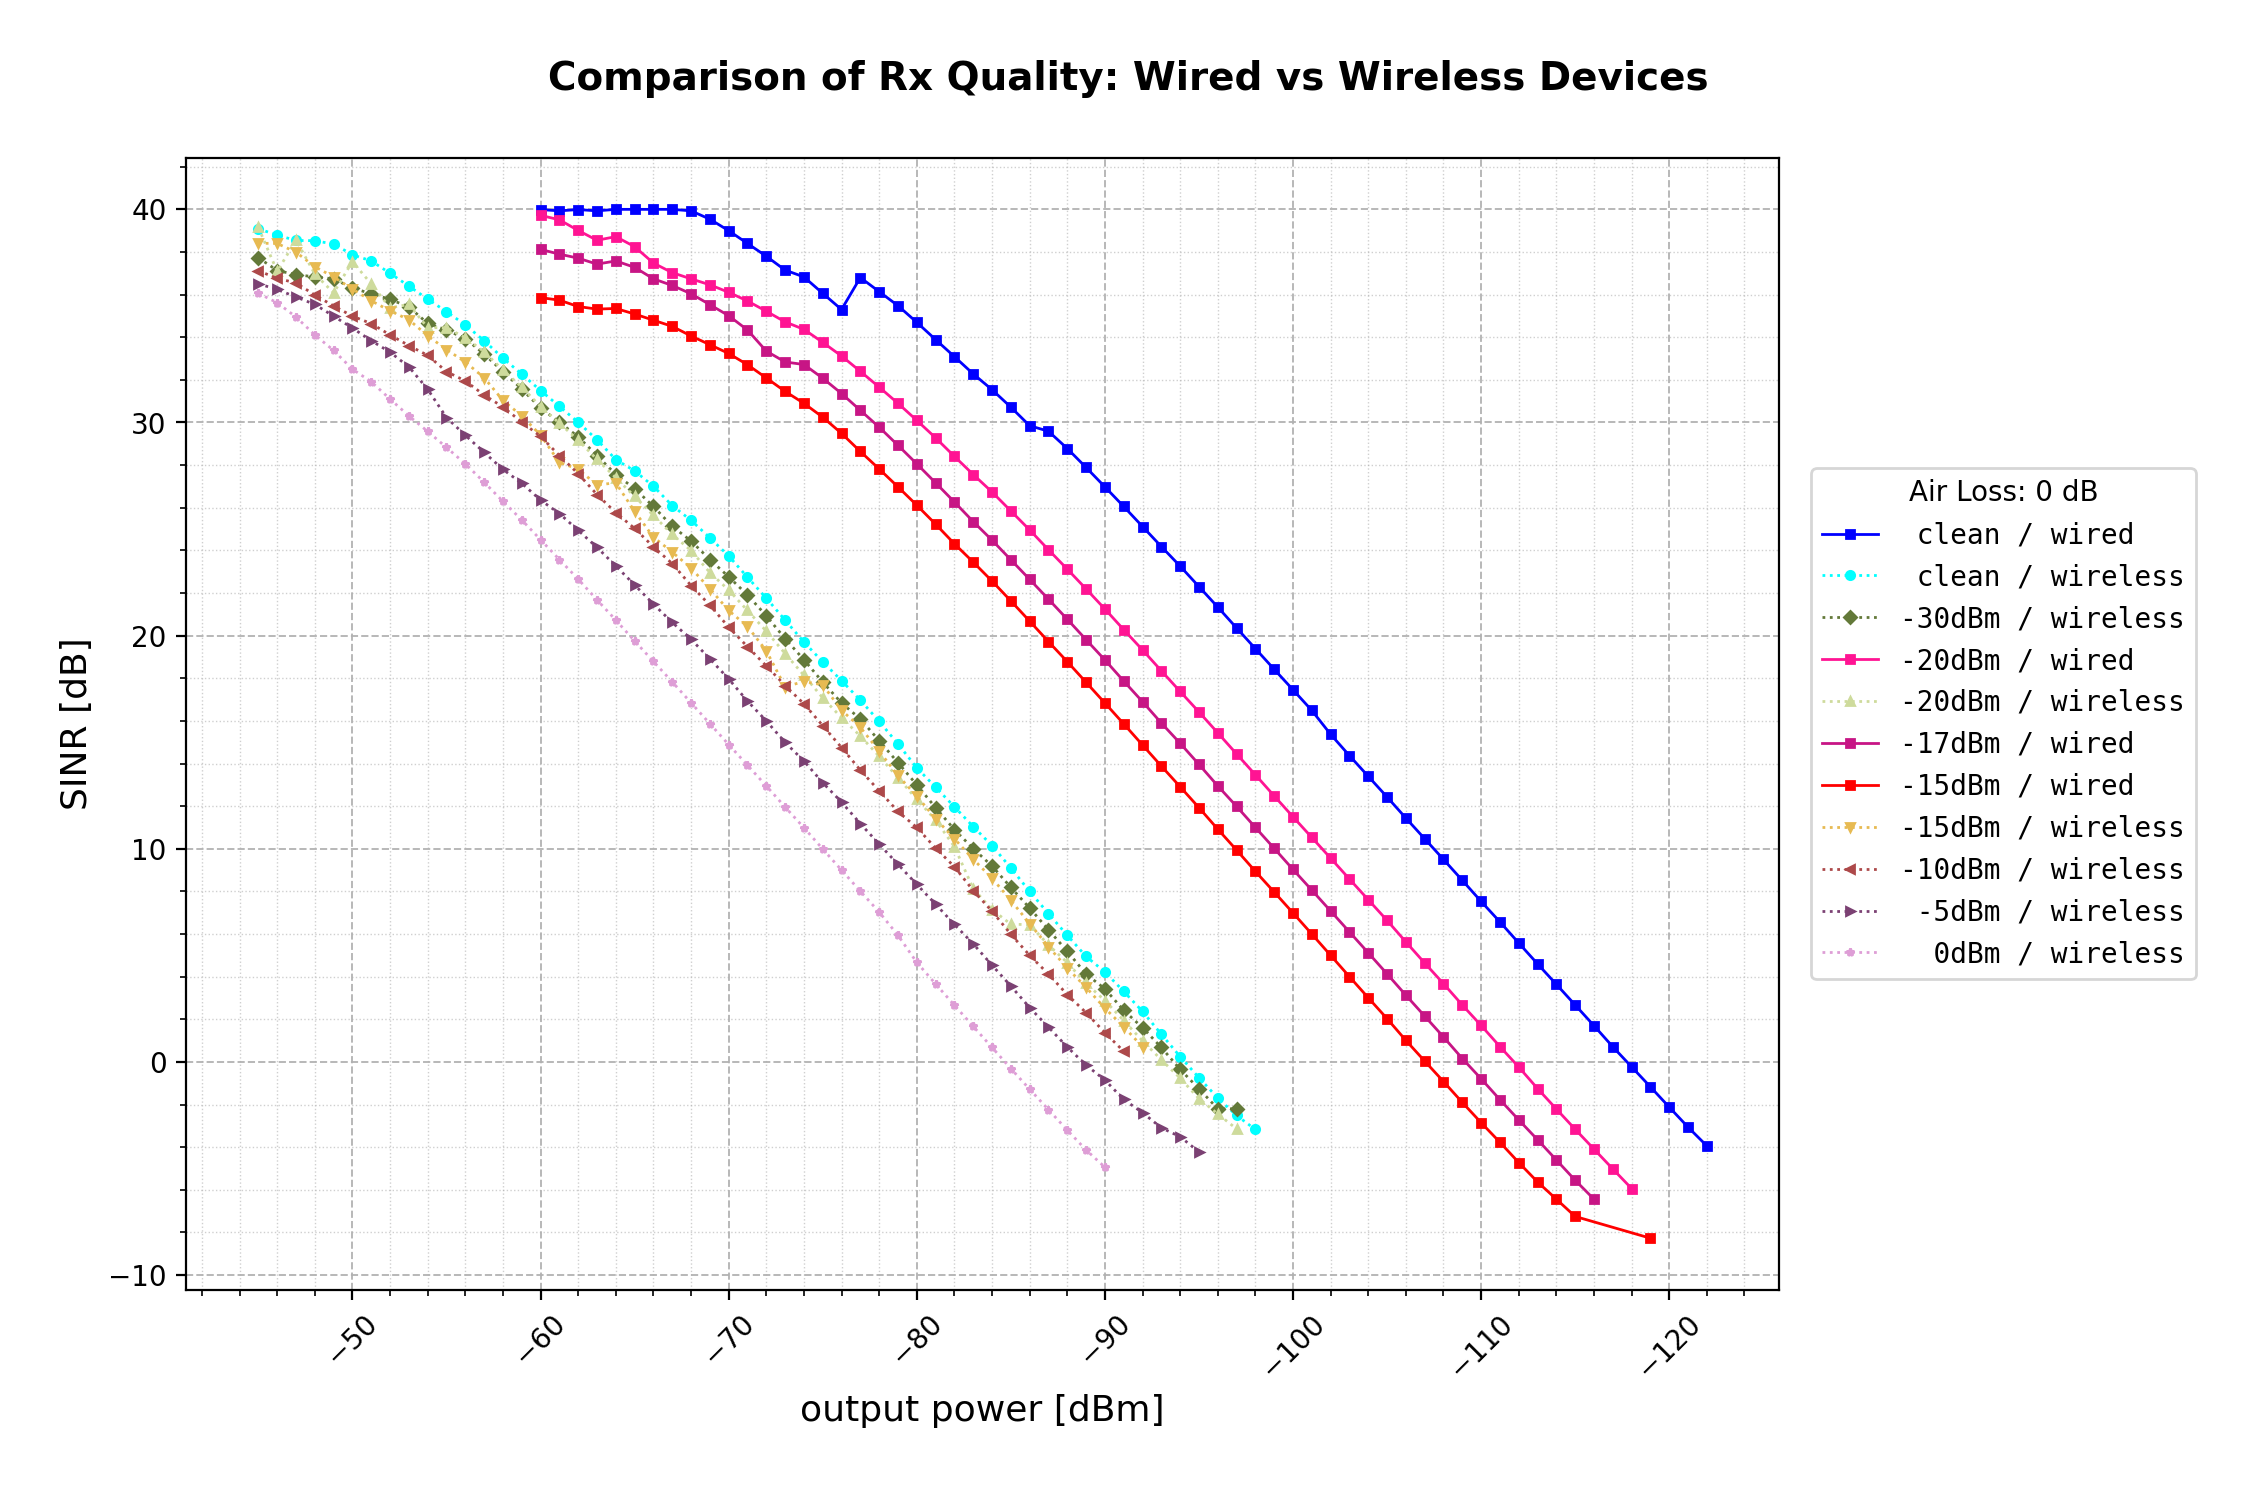 Comparison of Rx Quality: Wired vs Wireless Devices
SINR [dB]
40
30
20
10
0
−10
−50
−60
−70
−80
−90
−100
−110
−120
output power [dBm]
Air Loss: 0 dB
clean / wired
clean / wireless
-30dBm / wireless
-20dBm / wired
-20dBm / wireless
-17dBm / wired
-15dBm / wired
-15dBm / wireless
-10dBm / wireless
-5dBm / wireless
0dBm / wireless